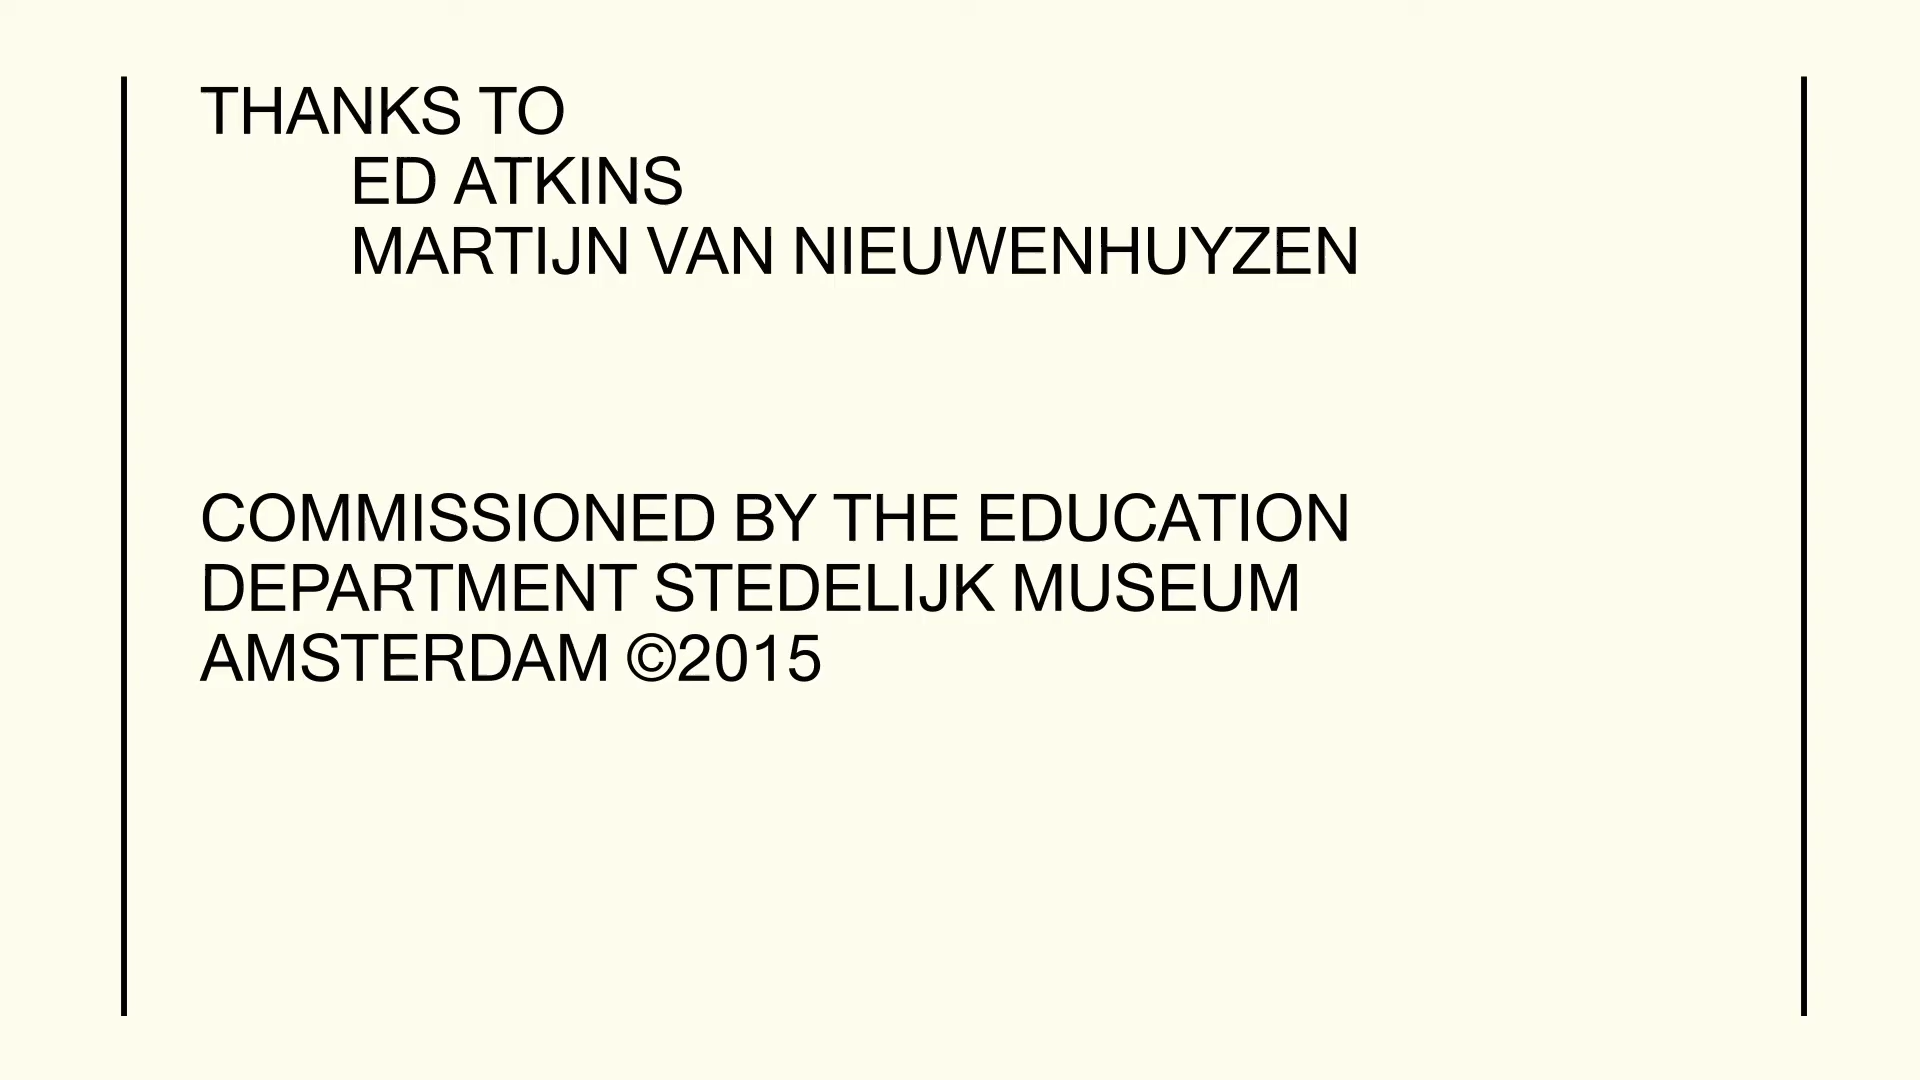 THANKS TO
ED ATKINS
MARTIJN VAN NIEUWENHUYZEN
COMMISSIONED BY THE EDUCATION
DEPARTMENT STEDELIJK MUSEUM
AMSTERDAM ©2015